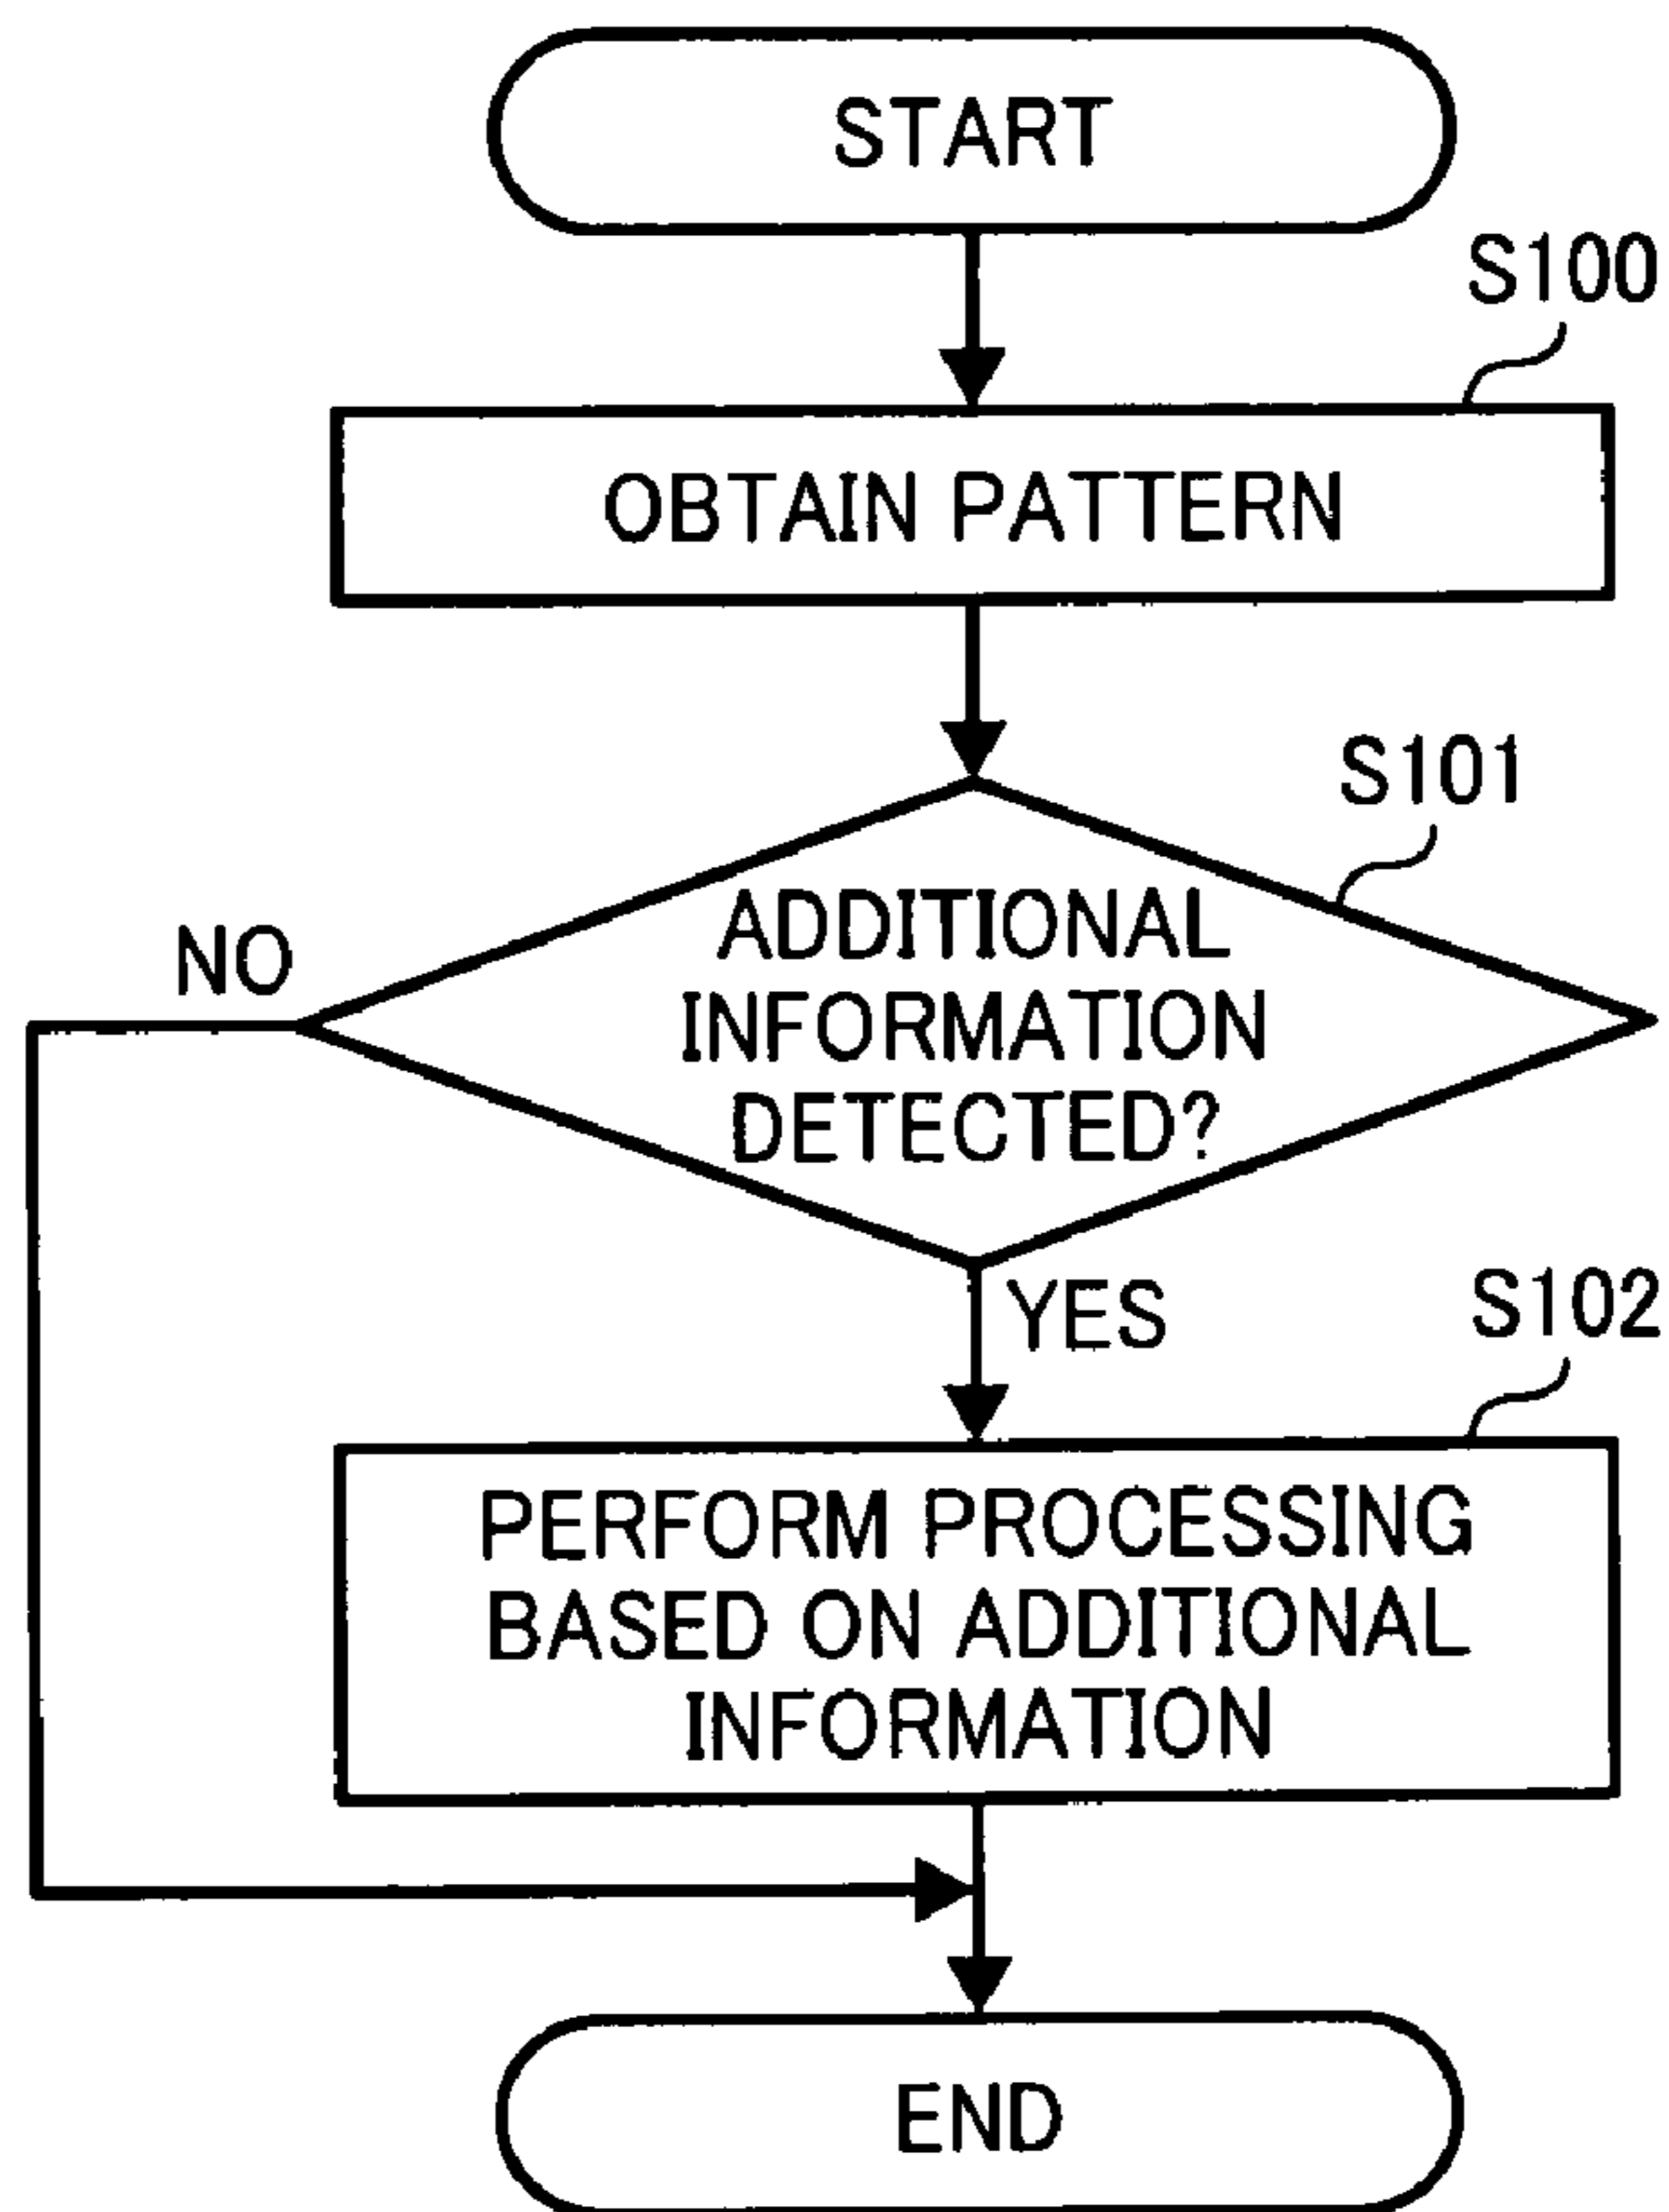 START
S100
OBTAIN PATTERN
S101
NO
ADDITIONAL
INFORMATION
DETECTED?
YES
S102
PERFORM PROCESSING
BASED ON ADDITIONAL
INFORMATION
END